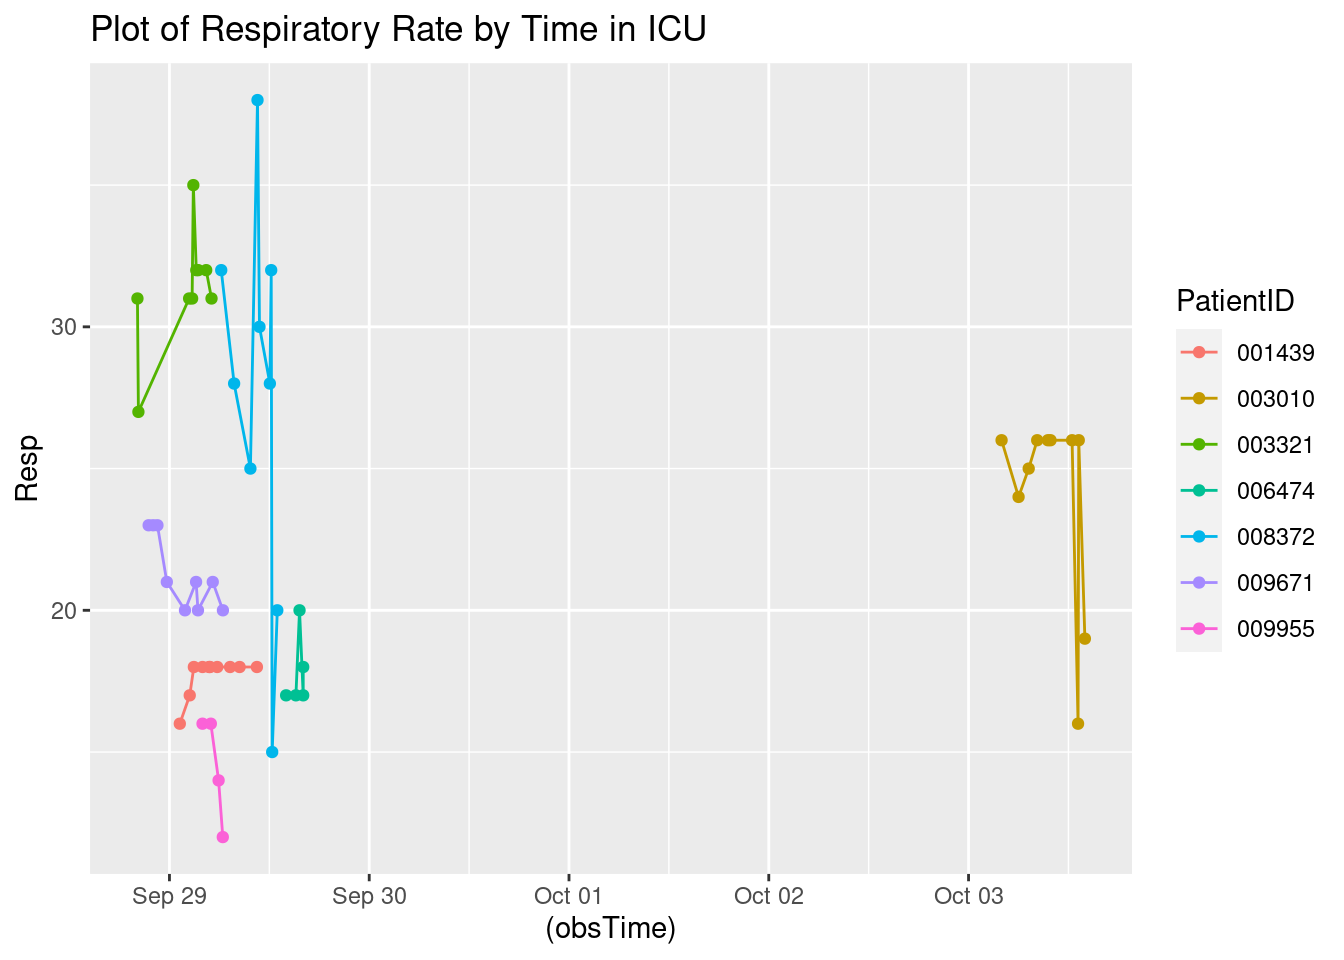 Plot of Respiratory Rate by Time in ICU
Resp
30
20
Sep 29 Sep 30 Oct 01 Oct 02 Oct 03
(obsTime)
PatientID
001439
003010
003321
006474
008372
009671
009955